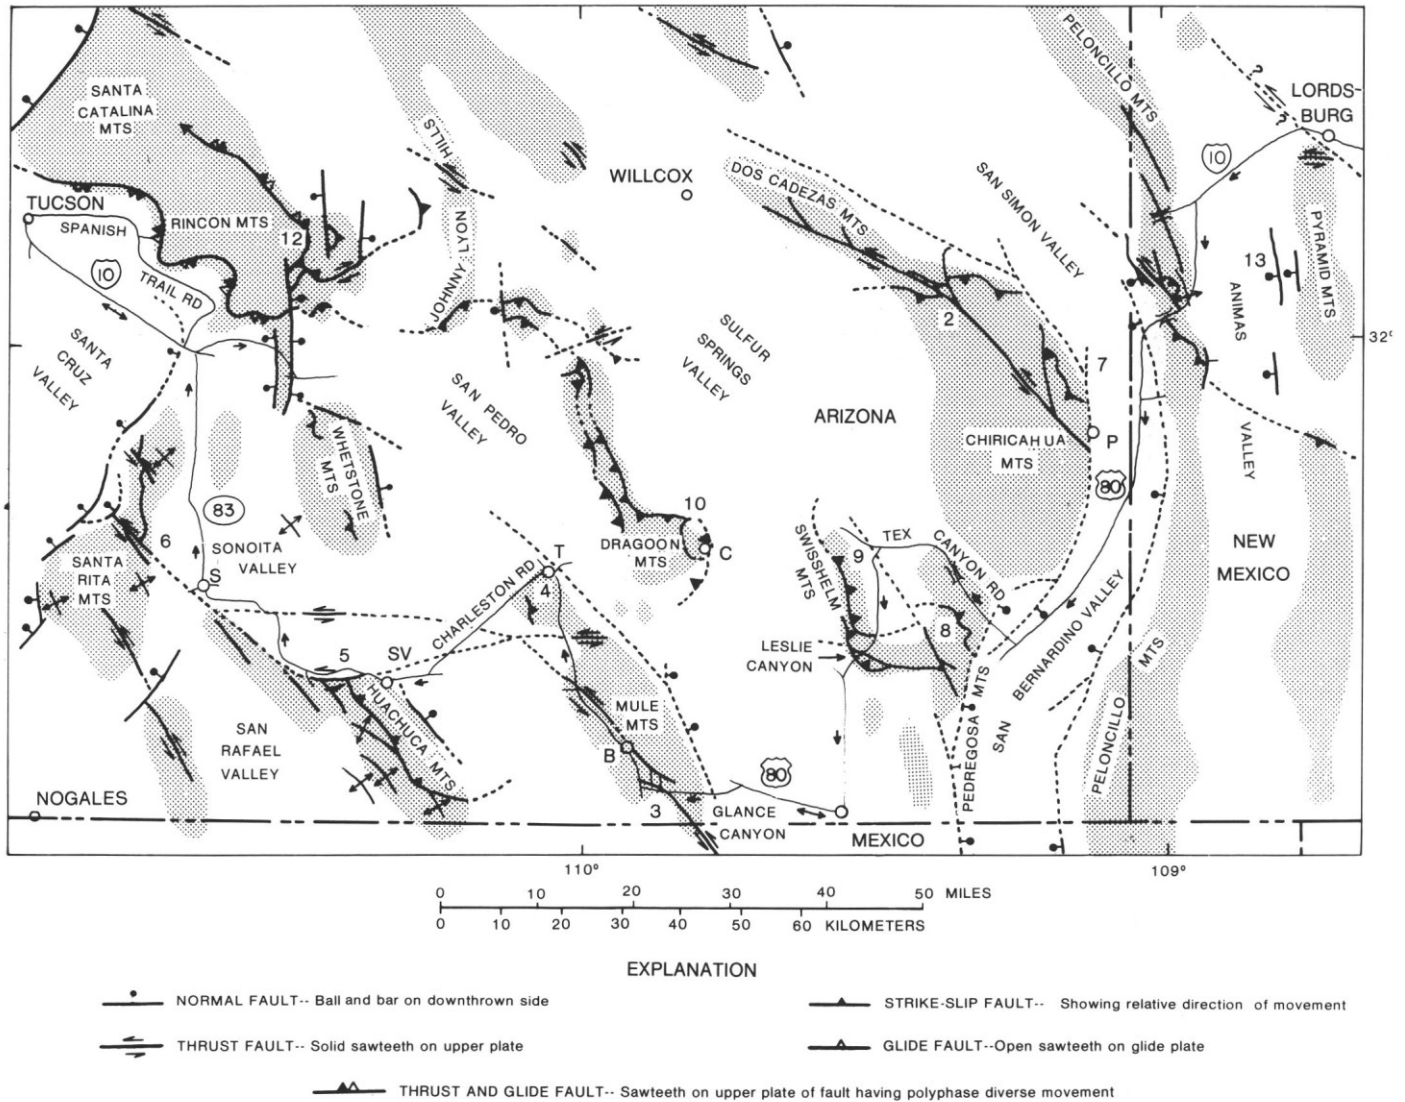 SANTA
CATALINA
MTS
PELONCILLO MTS
?
?
LORDS-
BURG
10
HILLS
WILLCOX
DOS CADEZAS MTS
SAN SIMON VALLEY
TUCSON
SPANISH
RINCON MTS
12
JOHNNY LYON
PYRAMID MTS
13
10
TRAIL RD
ANIMAS
2
32°
SANTA
CRUZ
VALLEY
SULFUR
SPRINGS
VALLEY
7
SAN PEDRO
VALLEY
ARIZONA
WHETSTONE
MTS
CHIRICAHUA
MTS
P
VALLEY
80
83
10
6
SONOITA
VALLEY
DRAGOON
MTS
C
SWISSHELM
MTS
9
TEX
CANYON RD
NEW
MEXICO
SANTA
RITA
MTS
S
T
4
CHARLESTON RD
8
BERNARDINO VALLEY
LESLIE
CANYON
5
SV
MTS
MTS
HUACHUCA MTS
MULE
MTS
SAN
RAFAEL
VALLEY
B
SAN
PEDREGOSA
PELONCILLO
80
NOGALES
3
GLANCE
CANYON
MEXICO
110°
109°
0 10 20 30 40 50 MILES
0 10 20 30 40 50 60 KILOMETERS
EXPLANATION
NORMAL FAULT-- Ball and bar on downthrown side
STRIKE-SLIP FAULT-- Showing relative direction of movement
THRUST FAULT-- Solid sawteeth on upper plate
GLIDE FAULT--Open sawteeth on glide plate
THRUST AND GLIDE FAULT-- Sawteeth on upper plate of fault having polyphase diverse movement